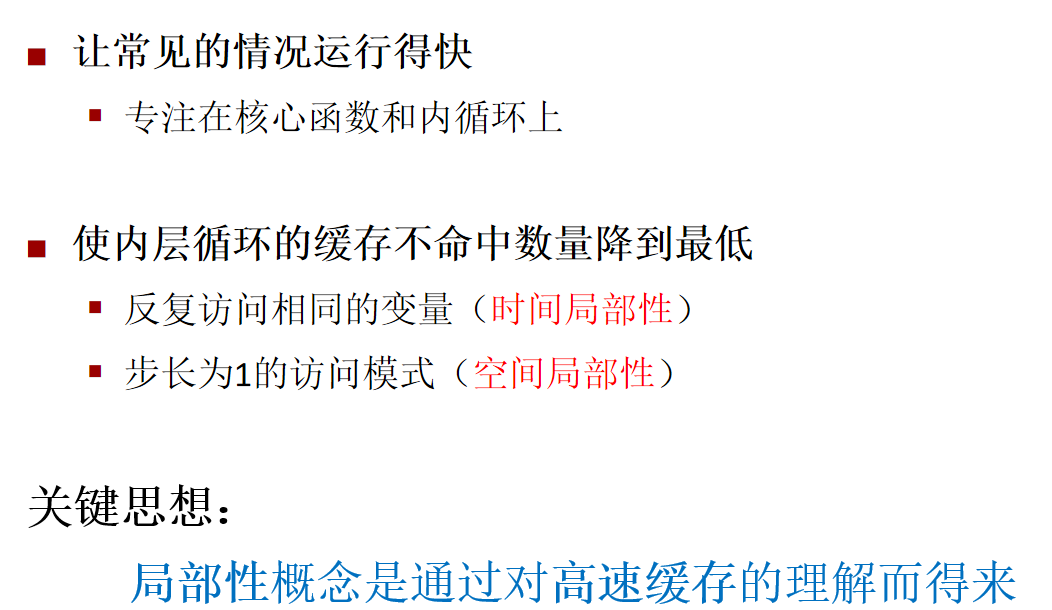 让常见的情况运行得快
专注在核心函数和内循环上
使内层循环的缓存不命中数量降到最低
反复访问相同的变量（时间局部性）
步长为1的访问模式（空间局部性）
关键思想：
局部性概念是通过对高速缓存的理解而得来